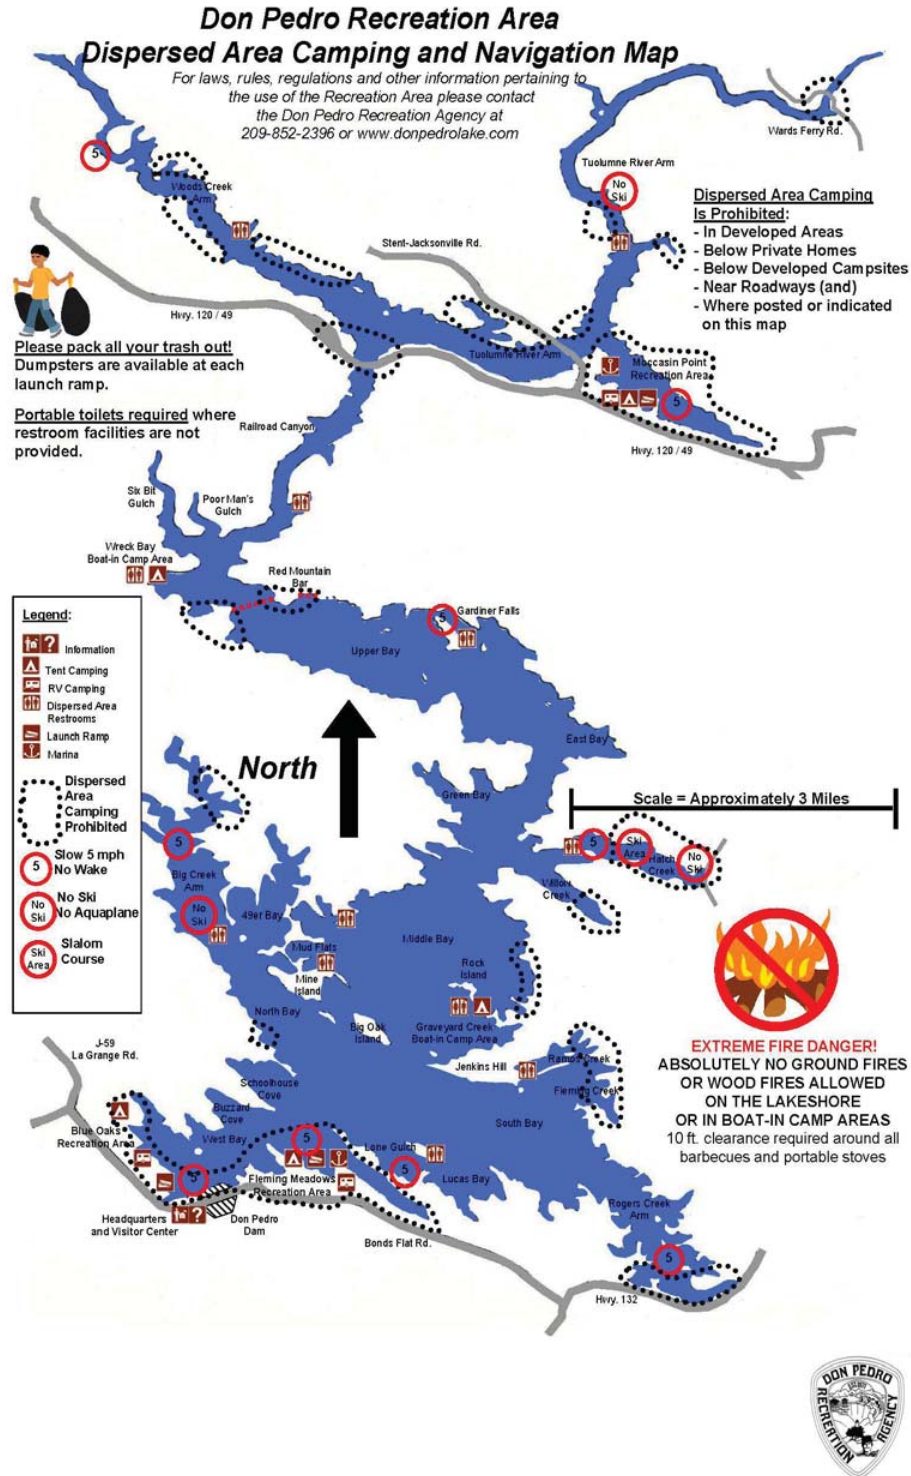 Don Pedro Recreation Area
Dispersed Area Camping and Navigation Map
For laws, rules, regulations and other information pertaining to
the use of the Recreation Area please contact
the Don Pedro Recreation Agency at
209-852-2396 or www.donpedrolake.com
Wards Ferry Rd.
Tuolumne River Arm
No
Ski
5
Woods Creek
Arm
Dispersed Area Camping
Is Prohibited:
- In Developed Areas
- Below Private Homes
- Below Developed Campsites
- Near Roadways (and)
- Where posted or indicated
on this map
Stent-Jacksonville Rd.
Hwy. 120 / 49
Please pack all your trash out!
Dumpsters are available at each
launch ramp.
Portable toilets required where
restroom facilities are not
provided.
Tuolumne River Arm
Moccasin Point
Recreation Area
5
Hwy. 120 / 49
Railroad Canyon
Six Bit
Gulch
Poor Man's
Gulch
Wreck Bay
Boat-in Camp Area
Red Mountain
Bar
5
Gardiner Falls
Upper Bay
East Bay
Legend:
? Information
Tent Camping
RV Camping
Dispersed Area
Restrooms
Launch Ramp
Marina
Dispersed
Area
Camping
Prohibited
5
Slow 5 mph
No Wake
No
Ski
No Ski
No Aquaplane
Ski
Area
Slalom
Course
North
Green Bay
Scale = Approximately 3 Miles
5
Ski
Area
Hatch
Creek
No
Ski
Willow
Creek
5
Big Creek
Arm
No
Ski
49er Bay
Mud Flats
Mine
Island
Middle Bay
Rock
Island
North Bay
Big Oak
Island
Graveyard Creek
Boat-in Camp Area
Jenkins Hill
Ramos Creek
Fleming Creek
EXTREME FIRE DANGER!
ABSOLUTELY NO GROUND FIRES
OR WOOD FIRES ALLOWED
ON THE LAKESHORE
OR IN BOAT-IN CAMP AREAS
10 ft. clearance required around all
barbecues and portable stoves
J-59
La Grange Rd.
Schoolhouse
Cove
Buzzard
Cove
Blue Oaks
Recreation Area
West Bay
5
South Bay
Lone Gulch
5
Lucas Bay
5
Fleming Meadows
Recreation Area
Rogers Creek
Arm
5
?
Headquarters
and Visitor Center
Don Pedro
Dam
Bonds Flat Rd.
Hwy. 132
DON PEDRO
RECREATION
AGENCY